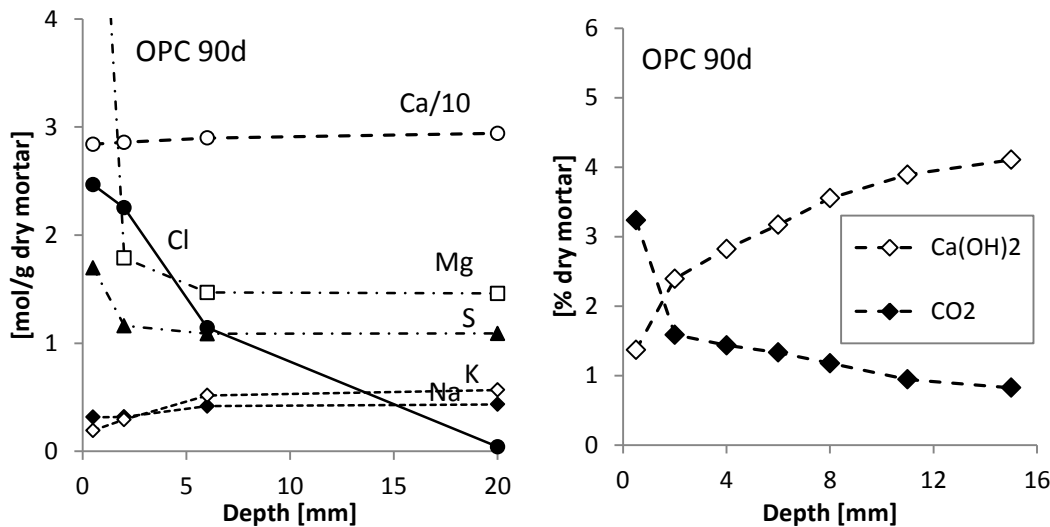 OPC 90d
[mol/g dry mortar]
4
3
2
1
0
Ca/10
Cl
Mg
S
K
Na
0
5
10
15
20
Depth [mm]
OPC 90d
[% dry mortar]
6
5
4
3
2
1
0
Ca(OH)2
CO2
0
4
8
12
16
Depth [mm]